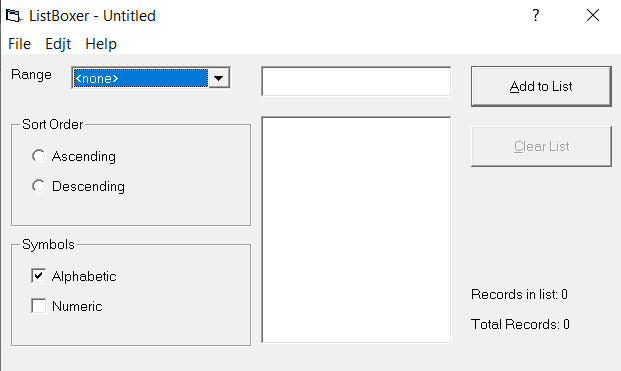 ListBoxer - Untitled
?
File Edjt Help
Range
<none>
Add to List
Sort Order
Ascending
Descending
Clear List
Symbols
Alphabetic
Numeric
Records in list: 0
Total Records: 0